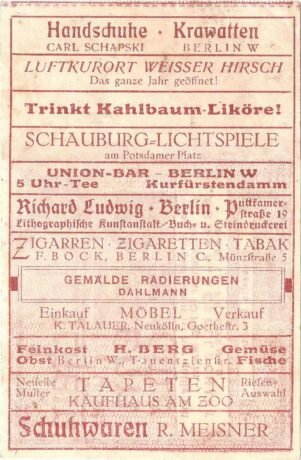 Handschuhe · Krawatten
CARL SCHAPSKI BERLIN W
LUFTKURORT WEISSER HIRSCH
Das ganze Jahr geöffnet!
Trinkt Kahlbaum-Liköre!
SCHAUBURG=LICHTSPIELE
am Potsdamer Platz
UNION-BAR – BERLIN W
5 Uhr-Tee Kurfürstendamm
Richard Ludwig · Berlin · Puttkamer-
straße 19
Lithographische Kunstanstalt / Buch- u. Steindruckerei
ZIGARREN · ZIGARETTEN · TABAK
F. BOCK, BERLIN C., Münzstraße 5
GEMÄLDE RADIERUNGEN
DAHLMANN
Einkauf MÖBEL Verkauf
K. TALAUER, Neukölln, Goethestr. 3
Feinkost H. BERG Gemüse
Obst Berlin W., Tauentzienstr. Fische
Neueste Muster TAPETEN Riesen-Auswahl
KAUFHAUS AM ZOO
Schuhwaren R. MEISNER